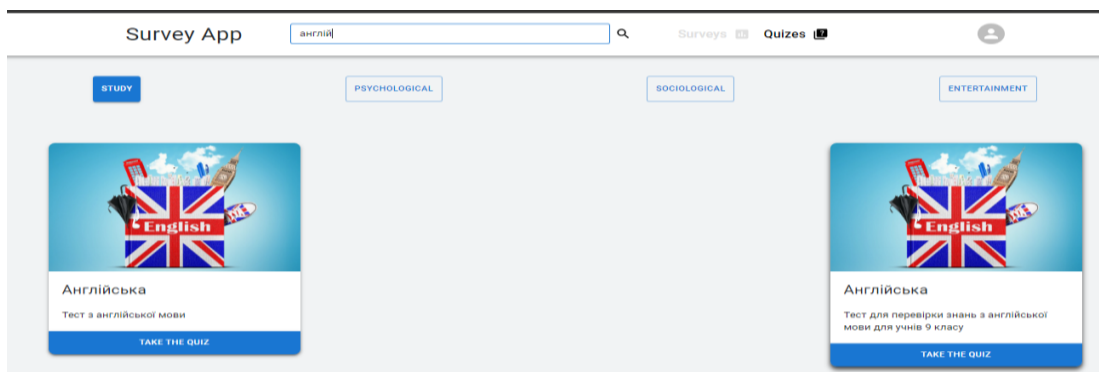 Survey App
англій
Surveys
Quizes
STUDY
PSYCHOLOGICAL
SOCIOLOGICAL
ENTERTAINMENT
English
Англійська
Тест з англійської мови
TAKE THE QUIZ
English
Англійська
Тест для перевірки знань з англійської
мови для учнів 9 класу
TAKE THE QUIZ